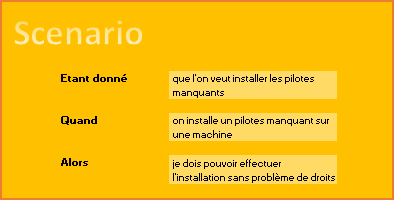 Scenario
Etant donné
que l'on veut installer les pilotes
manquants
Quand
on installe un pilotes manquant sur
une machine
Alors
je dois pouvoir effectuer
l'installation sans problème de droits